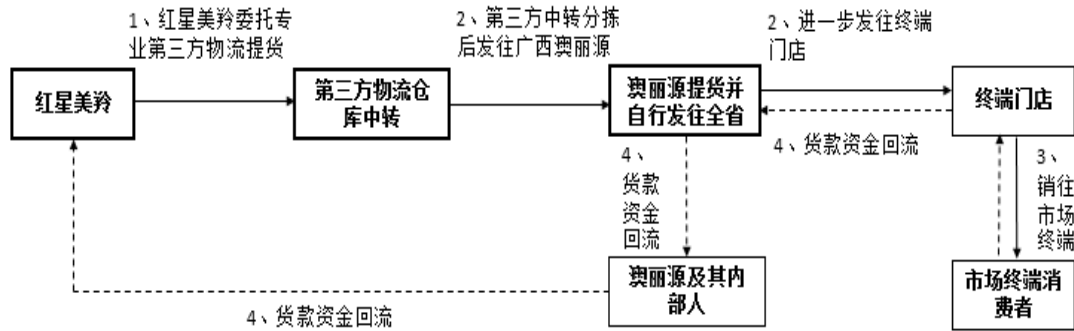 1、红星美羚委托专
业第三方物流提货
2、第三方中转分拣
后发往广西澳丽源
2、进一步发往终端
门店
红星美羚
第三方物流仓
库中转
澳丽源提货并
自行发往全省
终端门店
4、货款资金回流
4、
货款
资金
回流
3、
销往
市场
终端
澳丽源及其内
部人
市场终端消
费者
4、货款资金回流